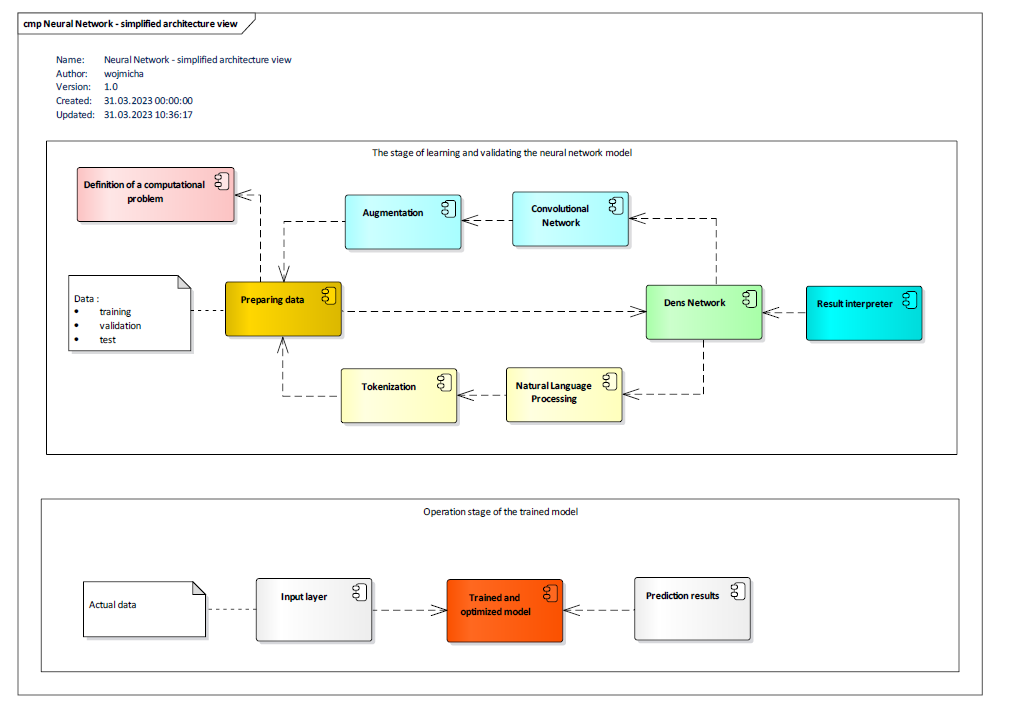 cmp Neural Network - simplified architecture view
Name: Neural Network - simplified architecture view
Author: wojmicha
Version: 1.0
Created: 31.03.2023 00:00:00
Updated: 31.03.2023 10:36:17
The stage of learning and validating the neural network model
Definition of a computational
problem
Augmentation
Convolutional
Network
Data :
• training
• validation
• test
Preparing data
Dens Network
Result interpreter
Tokenization
Natural Language
Processing
Operation stage of the trained model
Actual data
Input layer
Trained and
optimized model
Prediction results